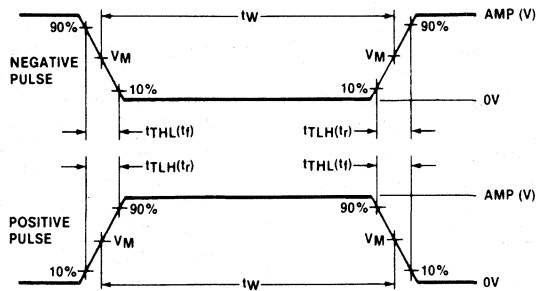 tW
AMP (V)
90%
90%
NEGATIVE
PULSE
VM
VM
10%
10%
0V
tTHL(tf)
tTLH(tr)
tTLH(tr)
tTHL(tf)
AMP (V)
POSITIVE
PULSE
90%
90%
VM
VM
10%
10%
tW
0V